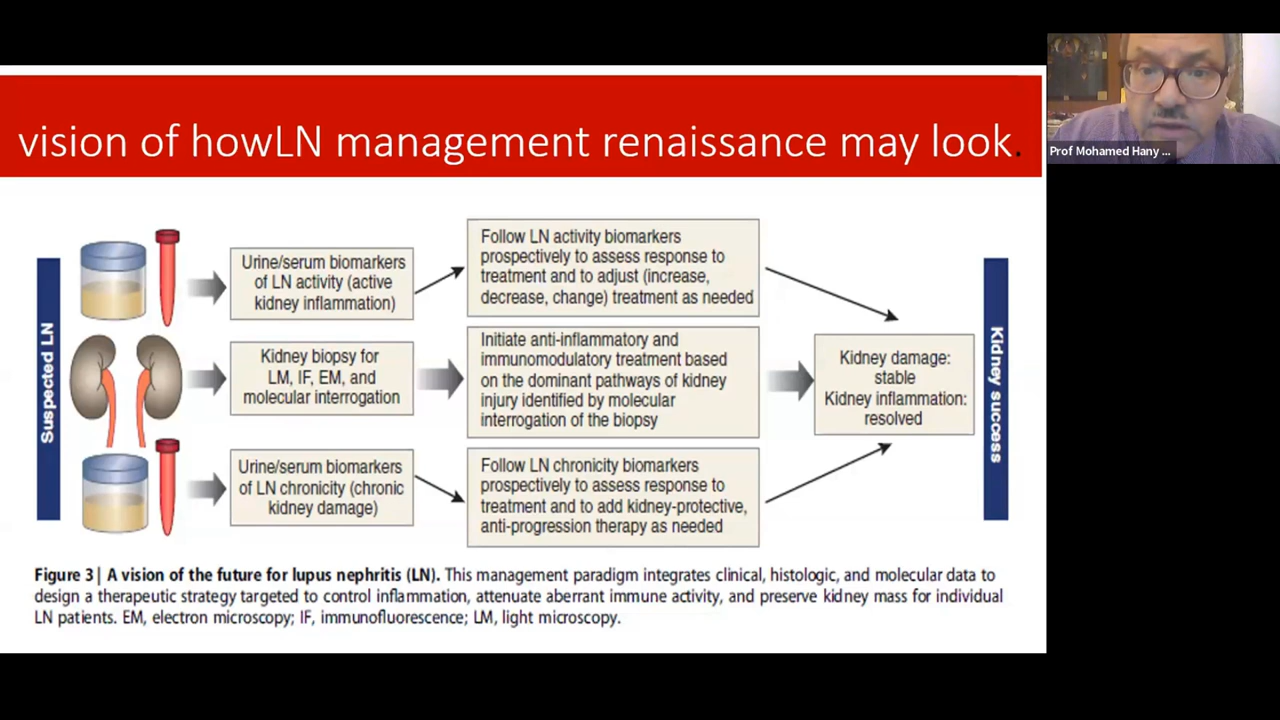 vision of howLN management renaissance may look.
Prof Mohamed Hany ...
Suspected LN
Urine/serum biomarkers
of LN activity (active
kidney inflammation)
Follow LN activity biomarkers
prospectively to assess response to
treatment and to adjust (increase,
decrease, change) treatment as needed
Kidney biopsy for
LM, IF, EM, and
molecular interrogation
Initiate anti-inflammatory and
immunomodulatory treatment based
on the dominant pathways of kidney
injury identified by molecular
interrogation of the biopsy
Urine/serum biomarkers
of LN chronicity (chronic
kidney damage)
Follow LN chronicity biomarkers
prospectively to assess response to
treatment and to add kidney-protective,
anti-progression therapy as needed
Kidney damage:
stable
Kidney inflammation:
resolved
Kidney success
Figure 3| A vision of the future for lupus nephritis (LN). This management paradigm integrates clinical, histologic, and molecular data to
design a therapeutic strategy targeted to control inflammation, attenuate aberrant immune activity, and preserve kidney mass for individual
LN patients. EM, electron microscopy; IF, immunofluorescence; LM, light microscopy.